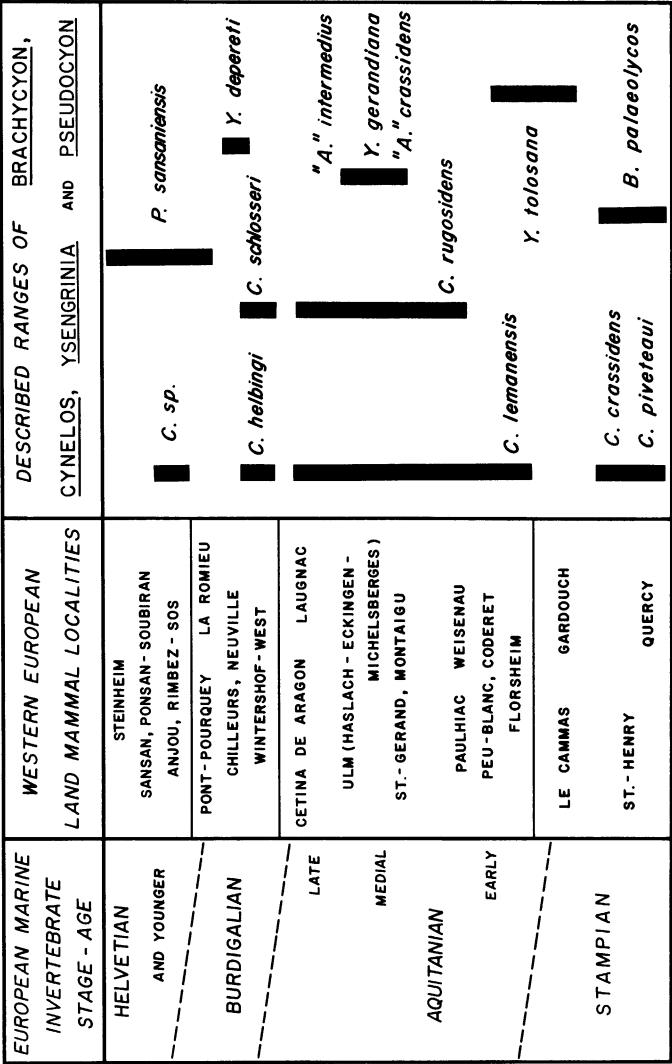 EUROPEAN MARINE
INVERTEBRATE
STAGE - AGE
WESTERN EUROPEAN
LAND MAMMAL LOCALITIES
DESCRIBED RANGES OF BRACHYCYON,
CYNELOS, YSENGRINIA AND PSEUDOCYON
HELVETIAN
AND YOUNGER
BURDIGALIAN
LATE
MEDIAL
AQUITANIAN
EARLY
STAMPIAN
STEINHEIM
SANSAN, PONSAN-SOUBIRAN
ANJOU, RIMBEZ-SOS
PONT-POURQUEY LA ROMIEU
CHILLEURS, NEUVILLE
WINTERSHOF-WEST
CETINA DE ARAGON LAUGNAC
ULM (HASLACH-ECKINGEN-
MICHELSBERGES)
ST.-GERAND, MONTAIGU
PAULHIAC WEISENAU
PEU-BLANC, CODERET
FLORSHEIM
LE CAMMAS GARDOUCH
ST.-HENRY
QUERCY
P. sansaniensis
C. sp.
Y. depereti
C. schlosseri
C. helbingi
"A." intermedius
Y. gerandiana
"A." crassidens
C. rugosidens
C. lemanensis
Y. tolosana
B. palaeolycos
C. crassidens
C. piveteaui